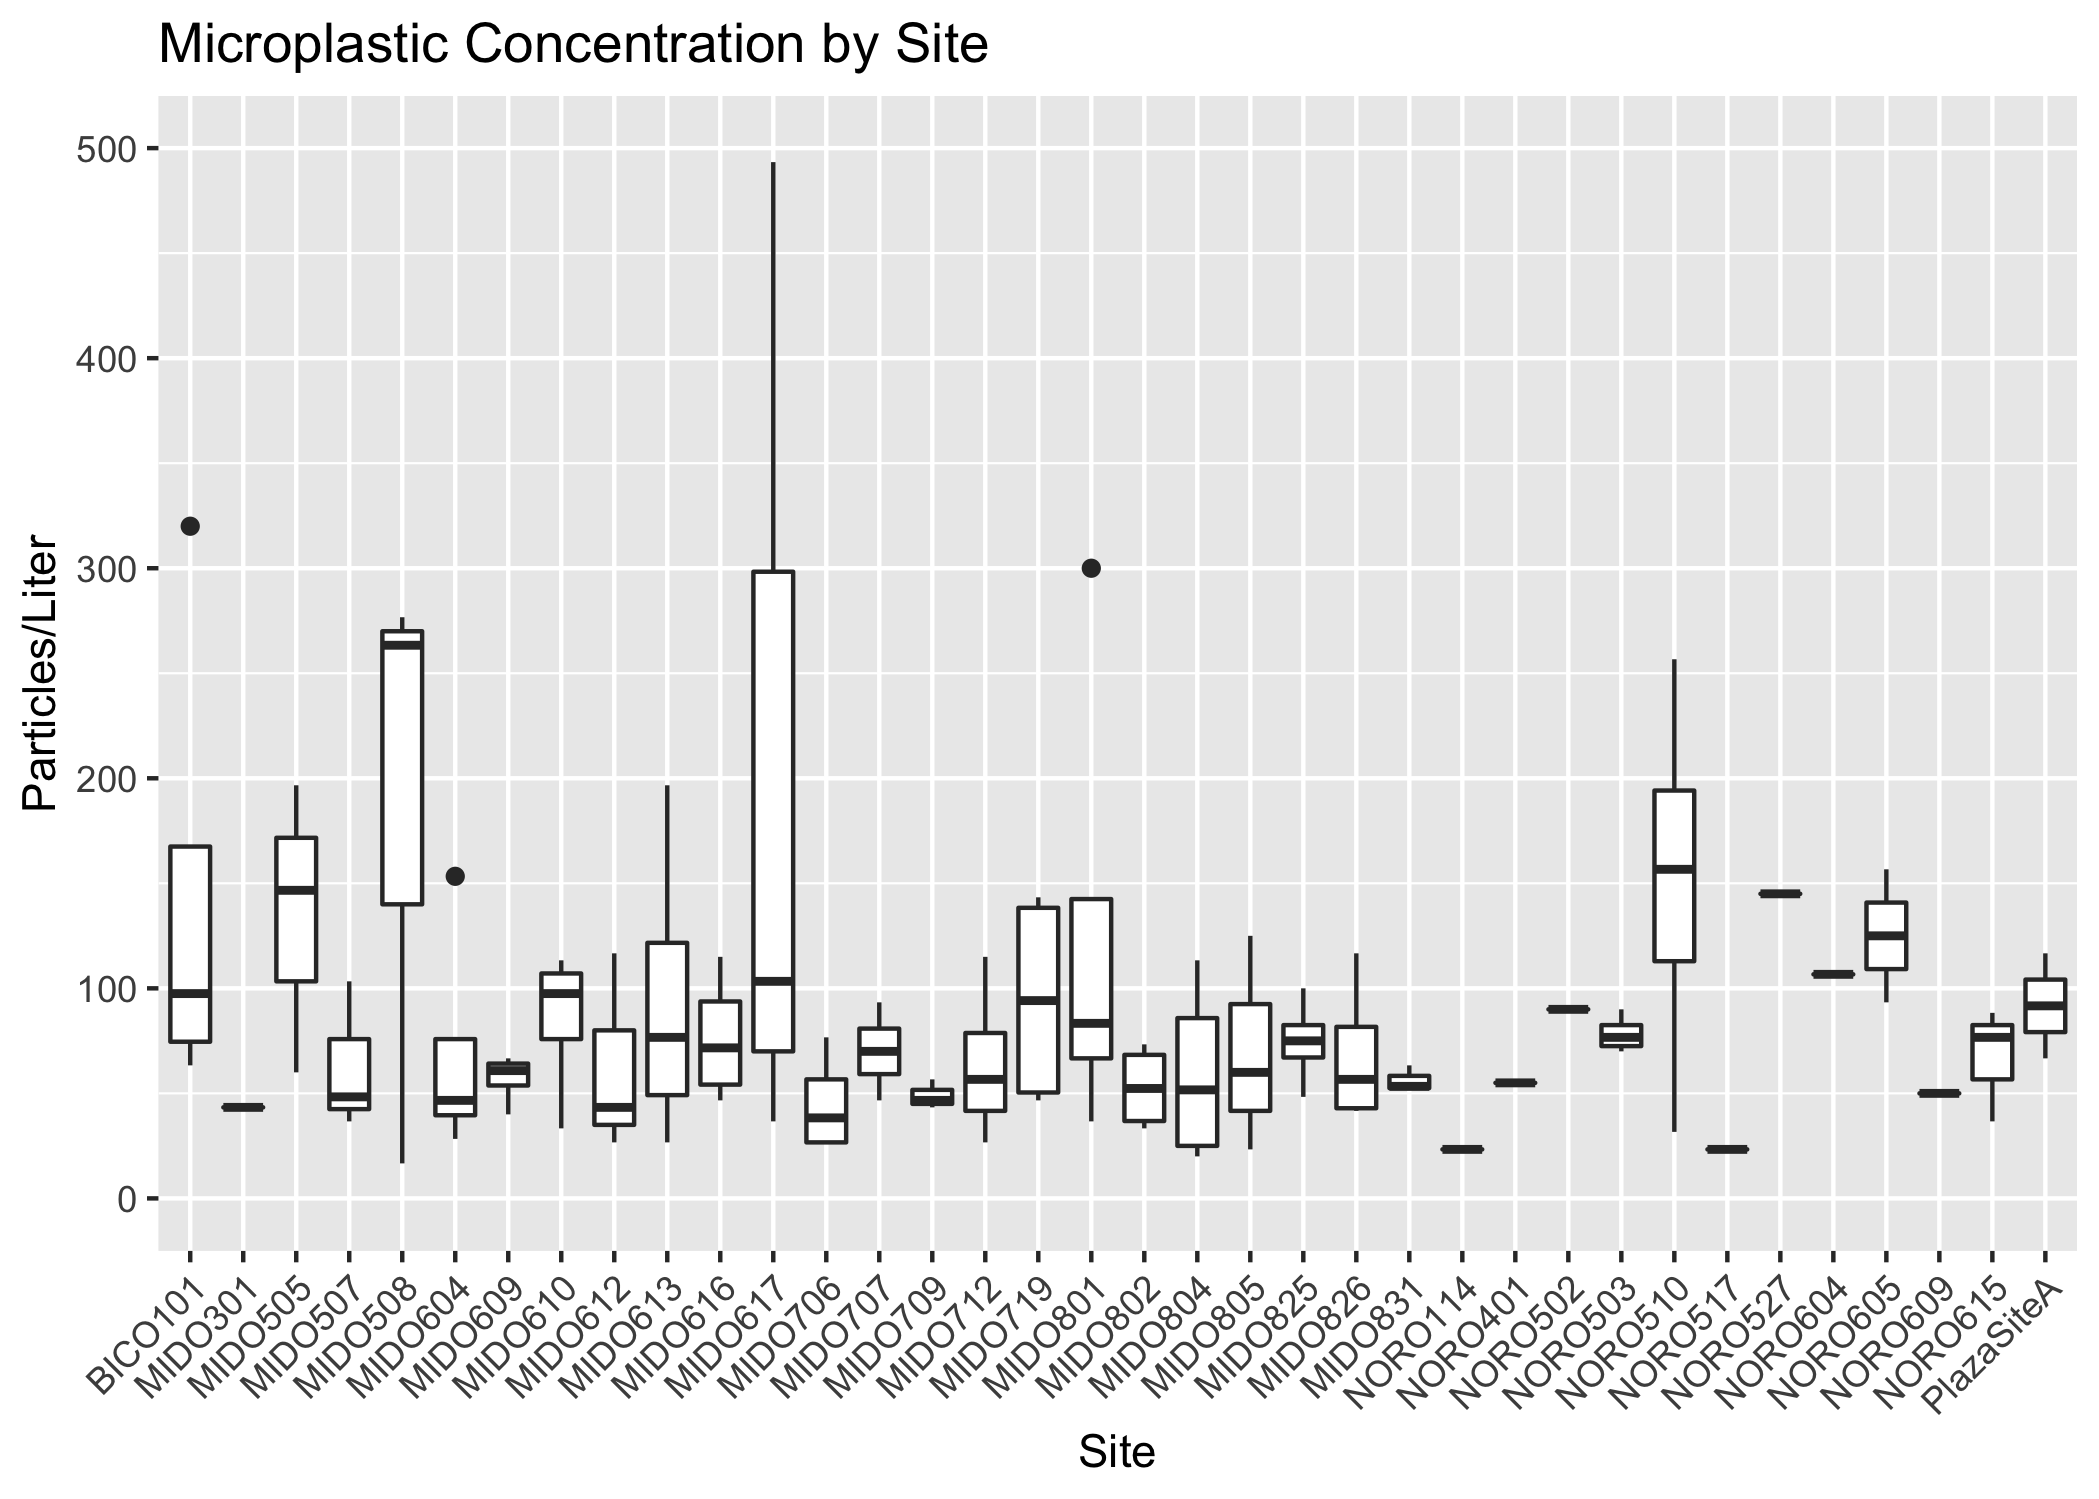 Microplastic Concentration by Site
Particles/Liter
500
400
300
200
100
0
BICO101
MIDO301
MIDO505
MIDO507
MIDO508
MIDO604
MIDO609
MIDO610
MIDO612
MIDO613
MIDO616
MIDO617
MIDO706
MIDO707
MIDO709
MIDO712
MIDO719
MIDO801
MIDO802
MIDO804
MIDO805
MIDO825
MIDO826
MIDO831
NORO114
NORO401
NORO502
NORO503
NORO510
NORO517
NORO527
NORO604
NORO605
NORO609
NORO615
PlazaSiteA
Site